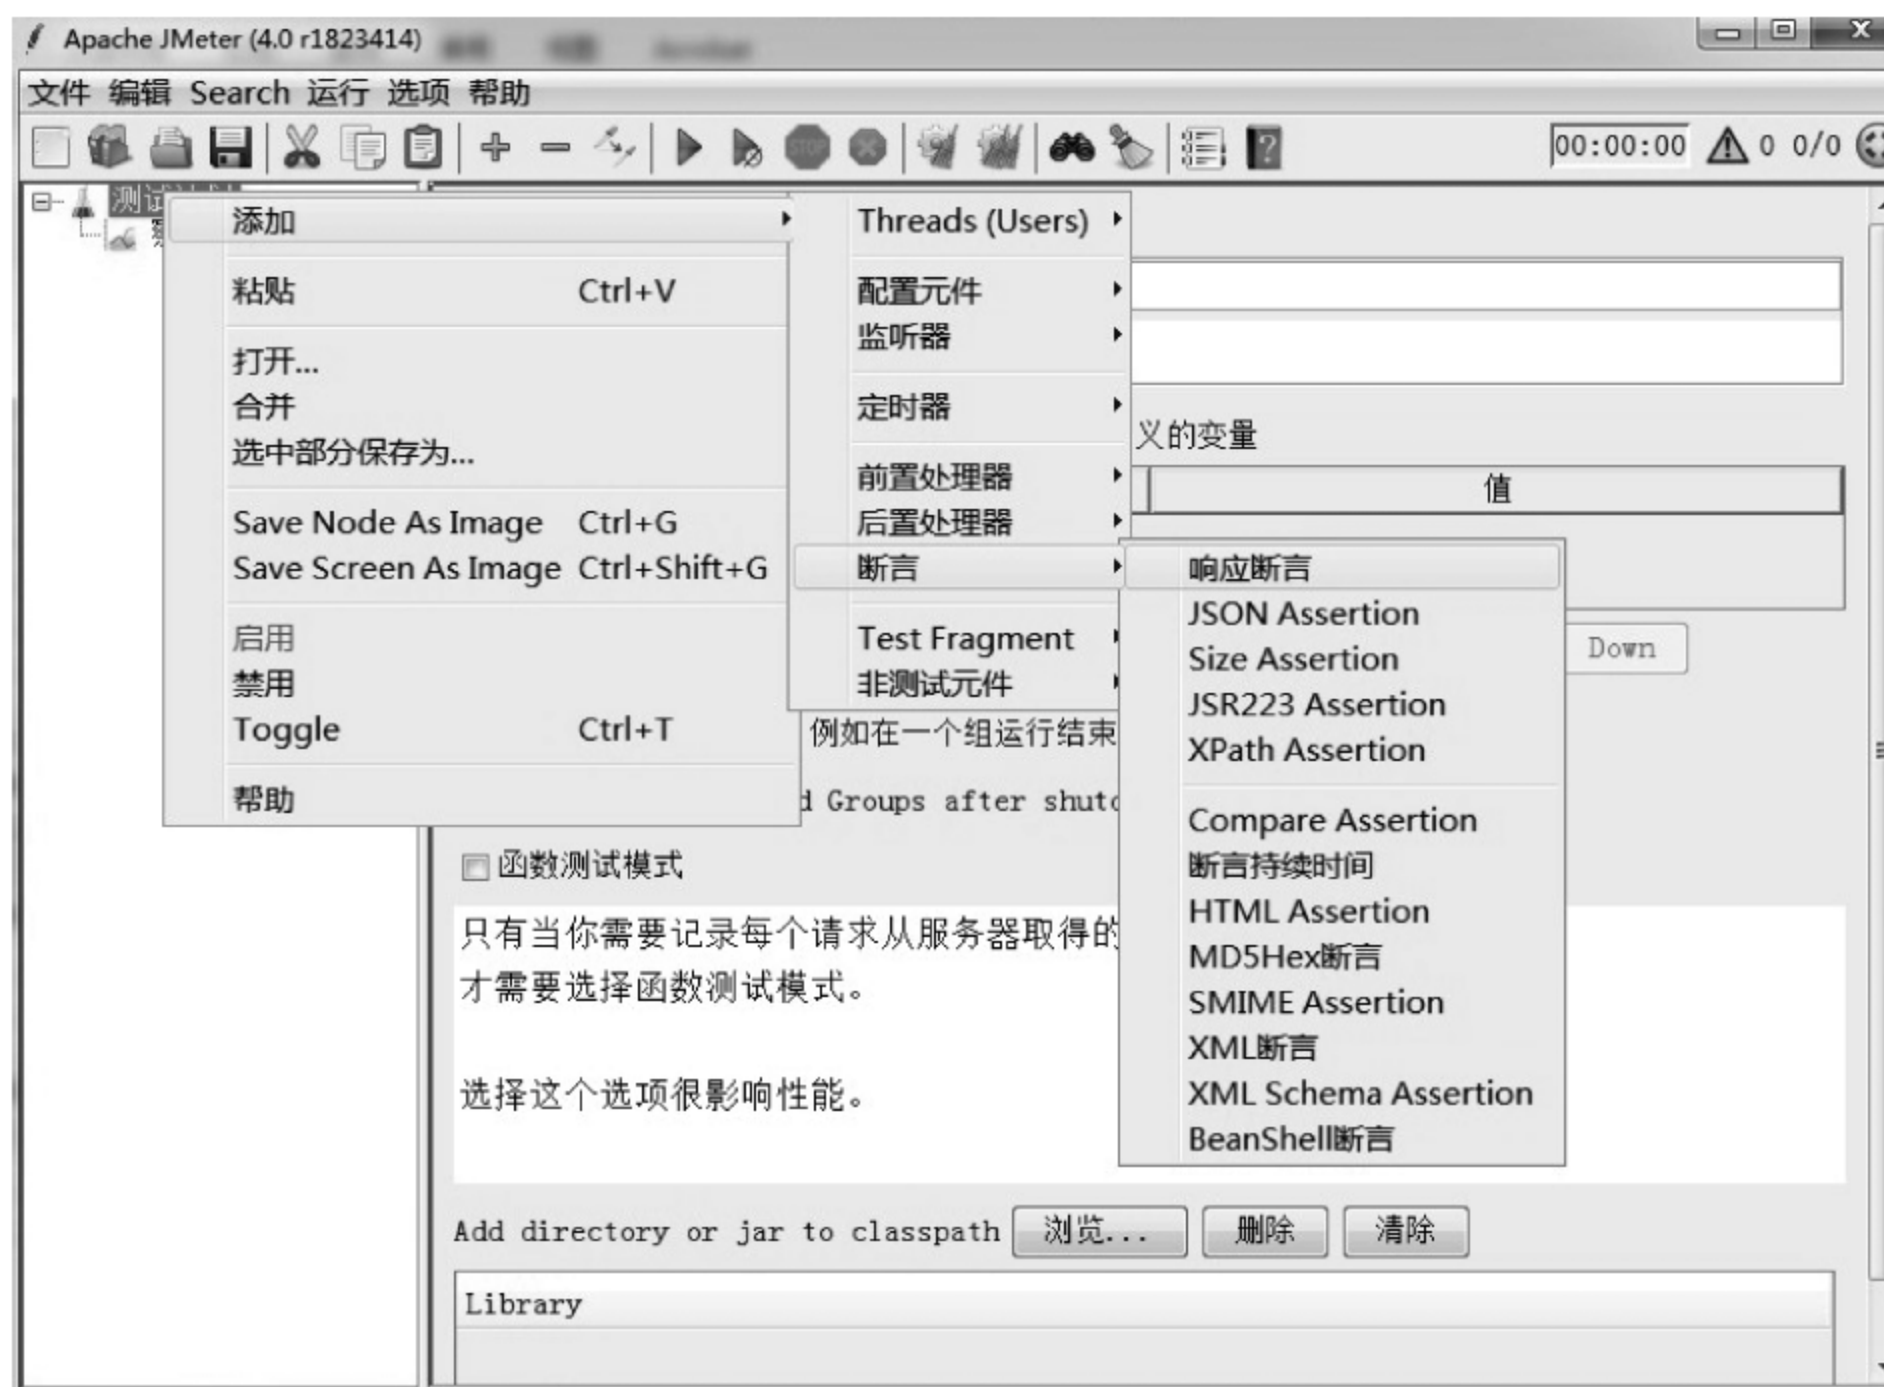 Apache JMeter (4.0 r1823414)
文件 编辑 Search 运行 选项 帮助
STOP
00:00:00 0 0/0
测试
添加
粘贴 Ctrl+V
打开...
合并
选中部分保存为...
Save Node As Image Ctrl+G
Save Screen As Image Ctrl+Shift+G
启用
禁用
Toggle Ctrl+T
帮助
Threads (Users)
配置元件
监听器
定时器
前置处理器
后置处理器
断言
Test Fragment
非测试元件
响应断言
JSON Assertion
Size Assertion
JSR223 Assertion
XPath Assertion
Compare Assertion
断言持续时间
HTML Assertion
MD5Hex断言
SMIME Assertion
XML断言
XML Schema Assertion
BeanShell断言
义的变量
值
Down
例如在一个组运行结束
d Groups after shutd
函数测试模式
只有当你需要记录每个请求从服务器取得的
才需要选择函数测试模式。
选择这个选项很影响性能。
Add directory or jar to classpath 浏览... 删除 清除
Library